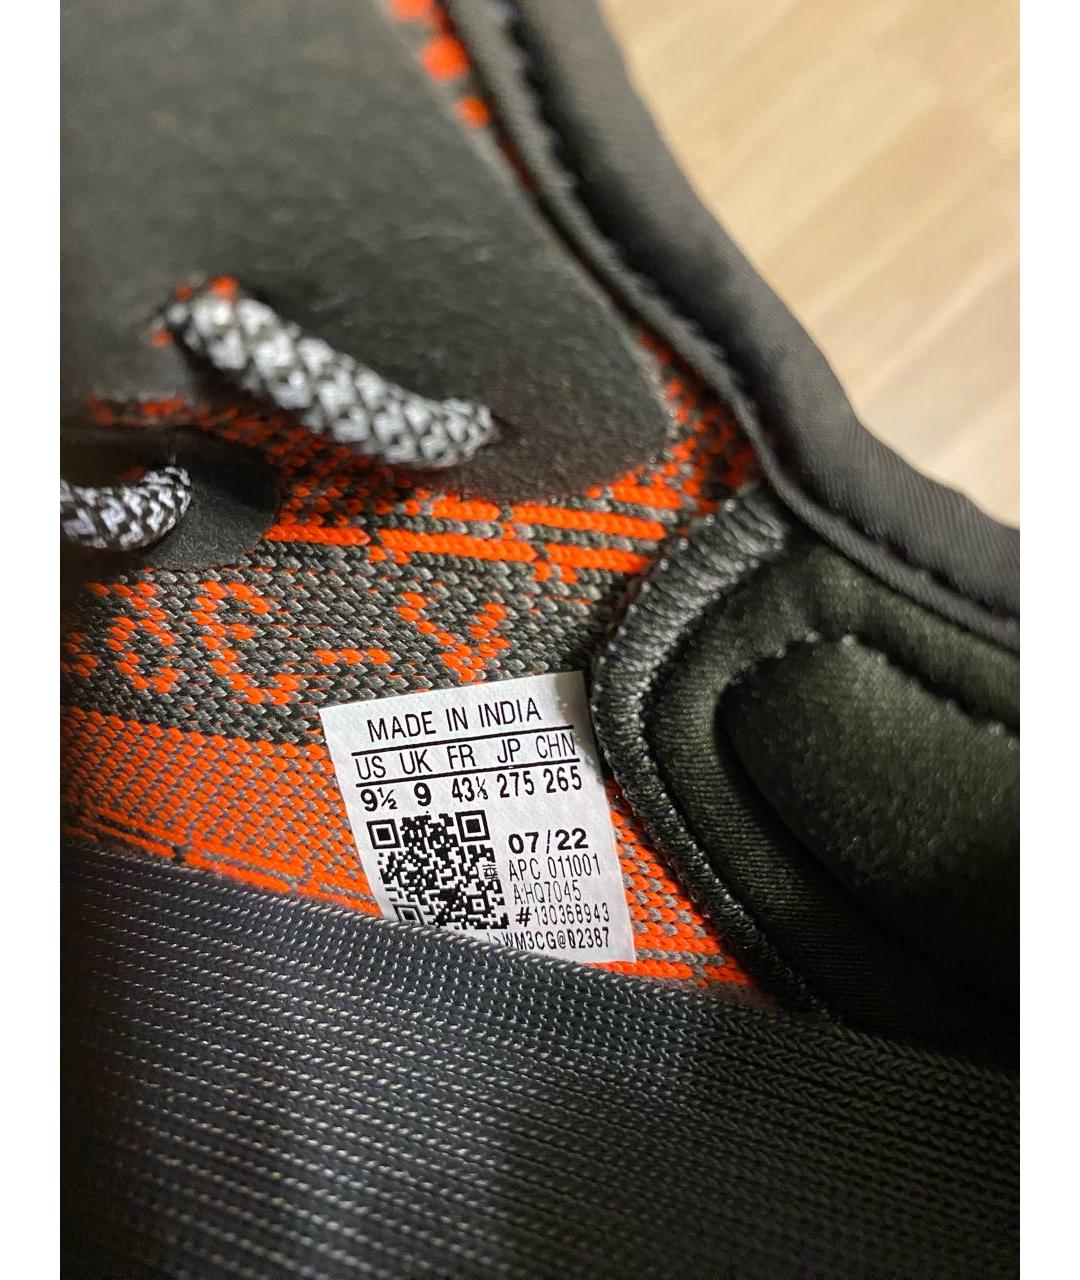 MADE IN INDIA
US UK FR JP CHN
9½ 9 43⅓ 275 265
07/22
APC 011001
A:HQ7045
#130368943
WM3CG@02387